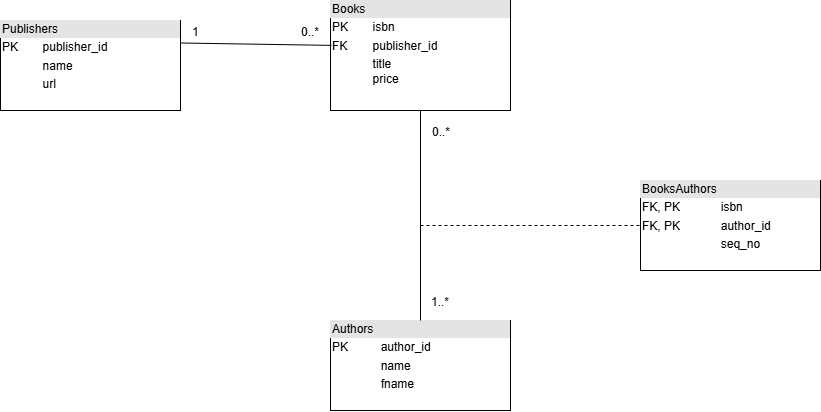 Publishers
PK publisher_id
name
url
1
0..*
Books
PK isbn
FK publisher_id
title
price
0..*
BooksAuthors
FK, PK isbn
FK, PK author_id
seq_no
1..*
Authors
PK author_id
name
fname